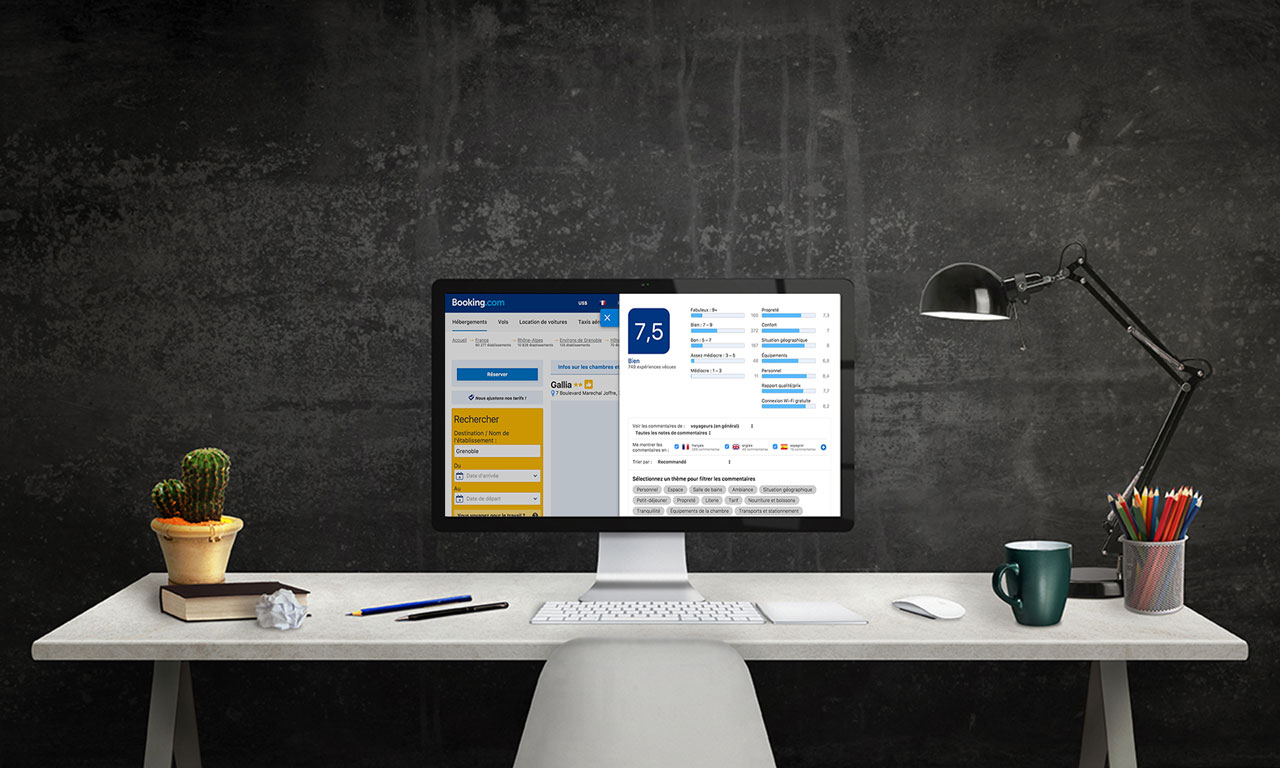 Booking.com
US$
Hébergements Vols Location de voitures Taxis aér
Accueil France Rhône-Alpes Environs de Grenoble
Réserver
Nous ajustons nos tarifs !
Rechercher
Destination / Nom de
l'établissement :
Grenoble
Du
Date d'arrivée
Au
Date de départ
Vous voyagez pour le travail ?
Infos sur les chambres et
Gallia
7 Boulevard Marechal Joffre,
7,5
Bien
749 expériences vécues
Fabuleux : 9+
Bien : 7 – 9
Bon : 5 – 7
Assez médiocre : 3 – 5
Médiocre : 1 – 3
Propreté
Confort
Situation géographique
Équipements
Personnel
Rapport qualité/prix
Connexion Wi-Fi gratuite
Voir les commentaires de : voyageurs (en général)
Toutes les notes de commentaires
Me montrer les
commentaires en :
français
anglais
espagnol
Trier par : Recommandé
Sélectionnez un thème pour filtrer les commentaires
Personnel Espace Salle de bains Ambiance Situation géographique
Petit-déjeuner Propreté Literie Tarif Nourriture et boissons
Tranquillité Équipements de la chambre Transports et stationnement